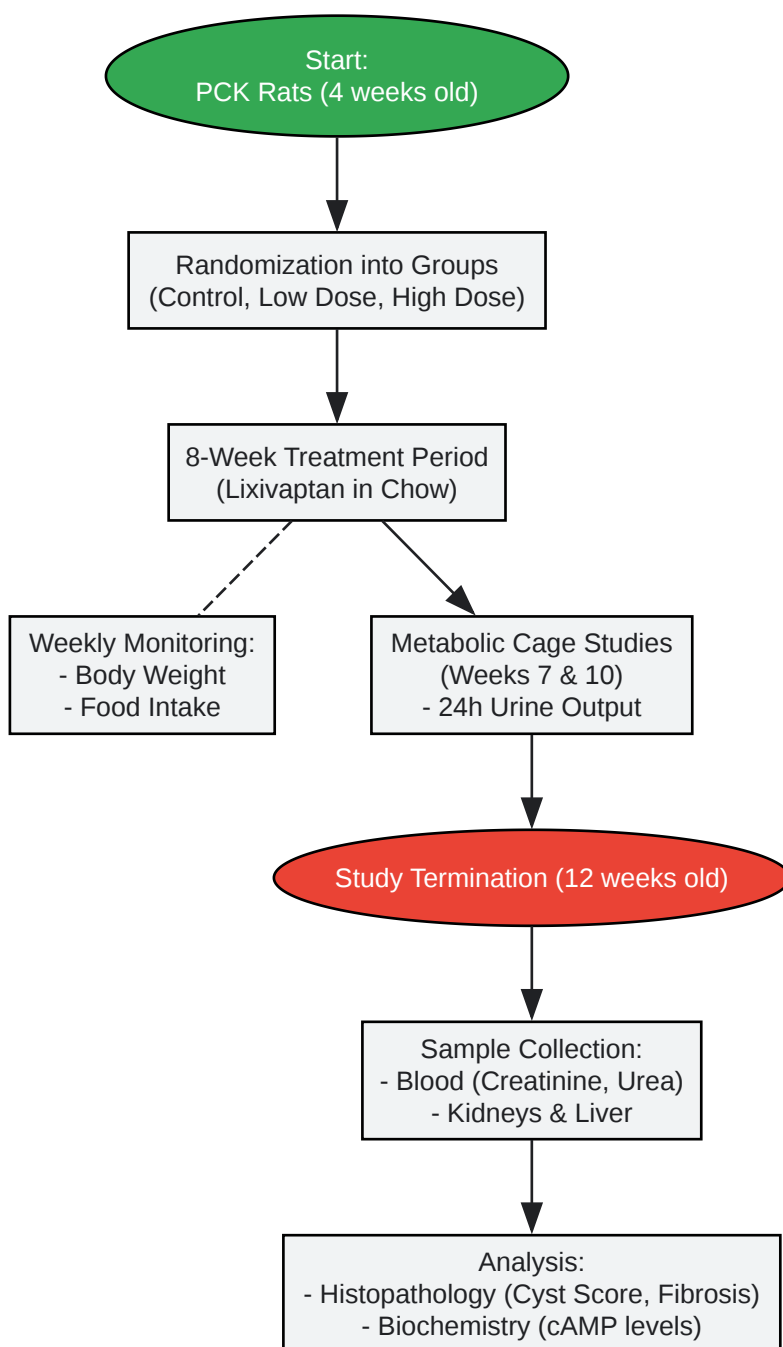 Start:
PCK Rats (4 weeks old)
Randomization into Groups
(Control, Low Dose, High Dose)
8-Week Treatment Period
(Lixivaptan in Chow)
Weekly Monitoring:
- Body Weight
- Food Intake
Metabolic Cage Studies
(Weeks 7 & 10)
- 24h Urine Output
Study Termination (12 weeks old)
Sample Collection:
- Blood (Creatinine, Urea)
- Kidneys & Liver
Analysis:
- Histopathology (Cyst Score, Fibrosis)
- Biochemistry (cAMP levels)